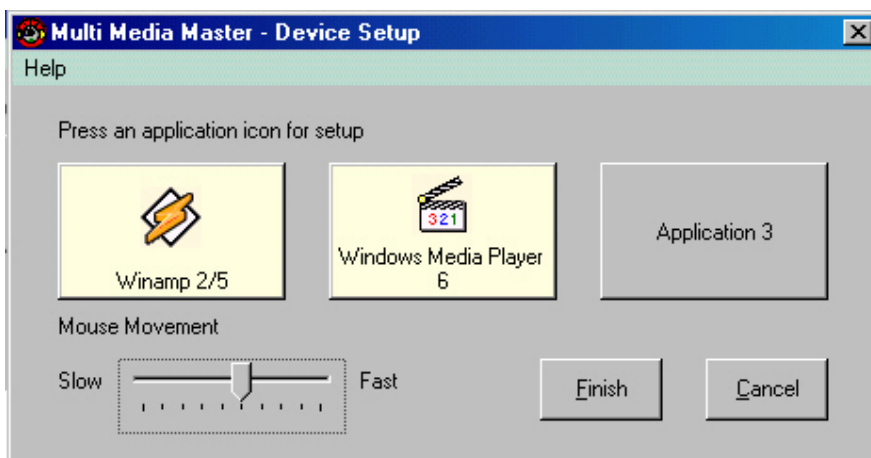 Multi Media Master - Device Setup
Help
Press an application icon for setup
321
Winamp 2/5
Windows Media Player
6
Application 3
Mouse Movement
Slow
Fast
Finish
Cancel